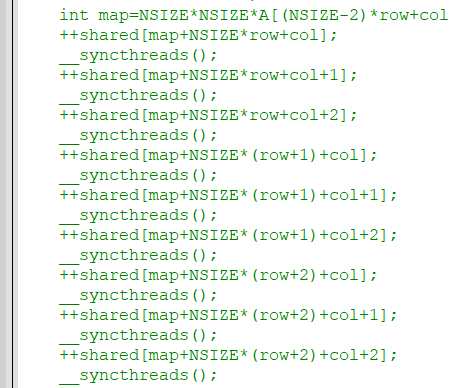 int map=NSIZE*NSIZE*A[(NSIZE-2)*row+col
++shared[map+NSIZE*row+col];
__syncthreads();
++shared[map+NSIZE*row+col+1];
__syncthreads();
++shared[map+NSIZE*row+col+2];
__syncthreads();
++shared[map+NSIZE*(row+1)+col];
__syncthreads();
++shared[map+NSIZE*(row+1)+col+1];
__syncthreads();
++shared[map+NSIZE*(row+1)+col+2];
__syncthreads();
++shared[map+NSIZE*(row+2)+col];
__syncthreads();
++shared[map+NSIZE*(row+2)+col+1];
__syncthreads();
++shared[map+NSIZE*(row+2)+col+2];
__syncthreads();